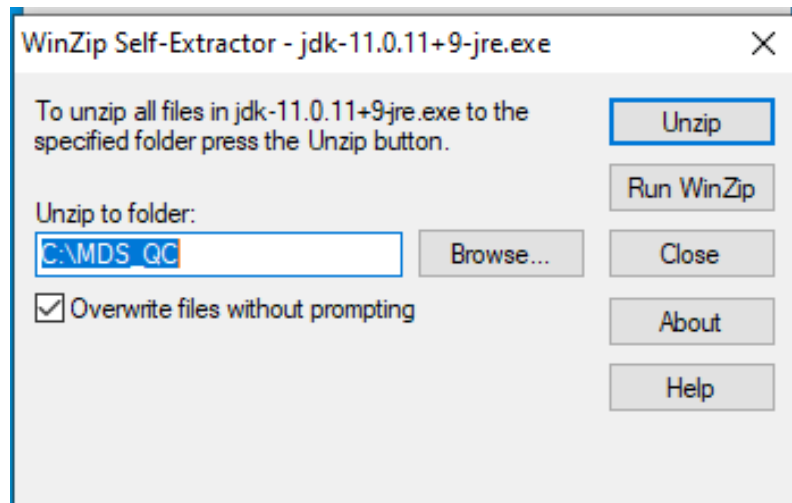 WinZip Self-Extractor - jdk-11.0.11+9-jre.exe
To unzip all files in jdk-11.0.11+9-jre.exe to the
specified folder press the Unzip button.
Unzip to folder:
C:\MDS_QC
Browse...
Overwrite files without prompting
Unzip
Run WinZip
Close
About
Help